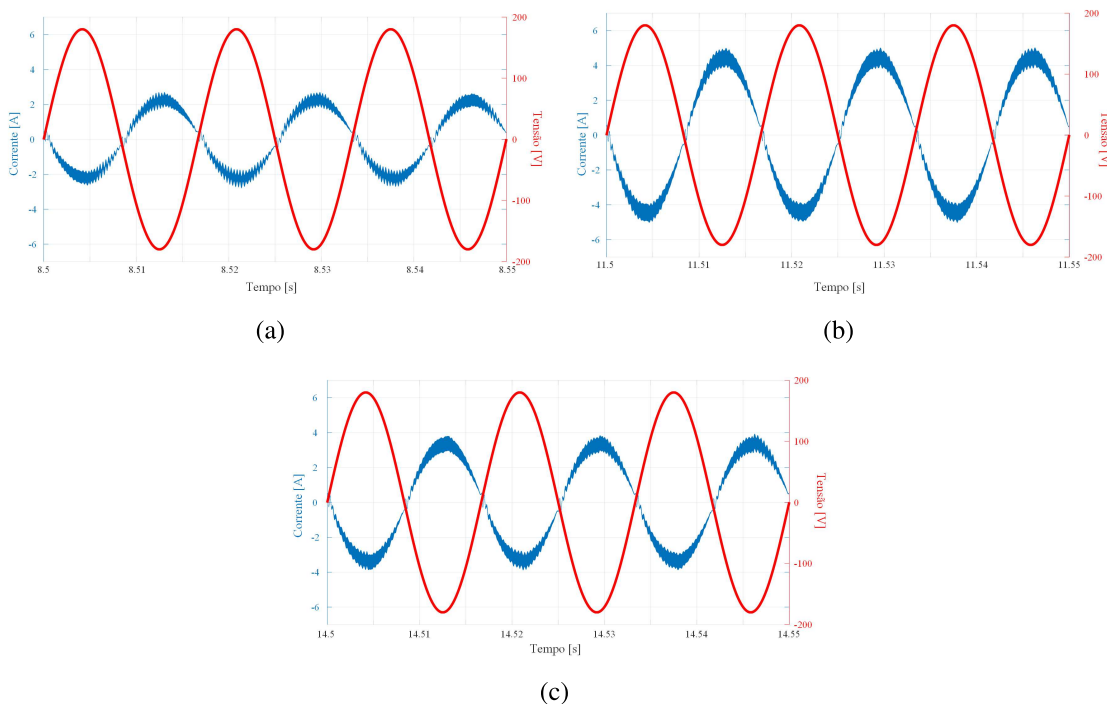 6
4
2
0
-2
-4
-6
Corrente [A]
200
100
0
-100
-200
Tensão [V]
8.5 8.51 8.52 8.53 8.54 8.55
Tempo [s]
(a)
6
4
2
0
-2
-4
-6
Corrente [A]
200
100
0
-100
-200
Tensão [V]
11.5 11.51 11.52 11.53 11.54 11.55
Tempo [s]
(b)
6
4
2
0
-2
-4
-6
Corrente [A]
200
100
0
-100
-200
Tensão [V]
14.5 14.51 14.52 14.53 14.54 14.55
Tempo [s]
(c)